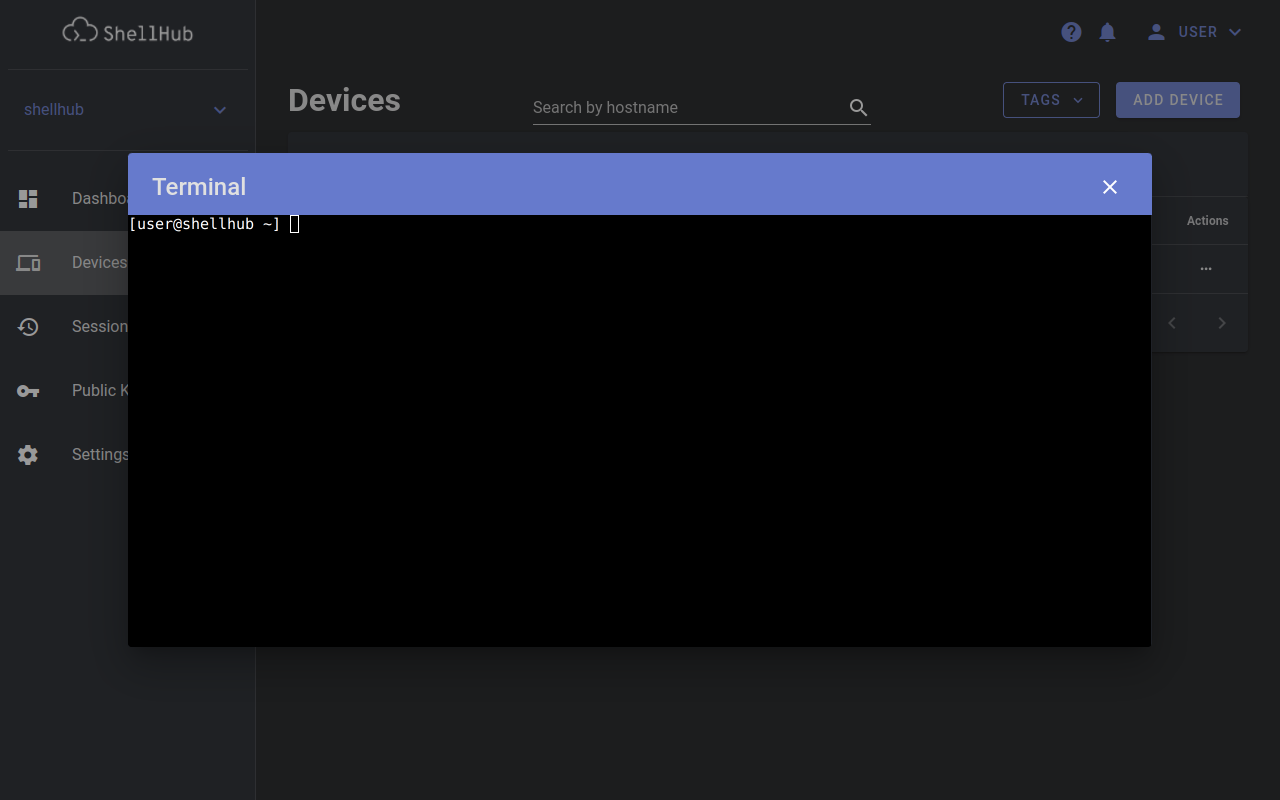 ShellHub
USER
shellhub
Devices
Search by hostname
TAGS
ADD DEVICE
Terminal
[user@shellhub ~]
Dashbo
Devices
Session
Public K
Settings
Actions